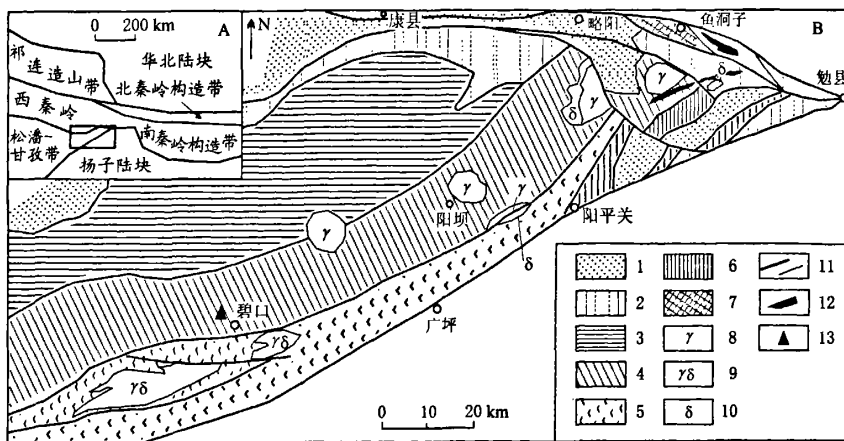 0 200 km A
祁连造山带
华北陆块
北秦岭构造带
西秦岭
松潘~
甘孜带
南秦岭构造带
扬子陆块
N
康县
略阳
鱼洞子
B
勉县
γ
δ
δ
γ
γ
γ
阳坝
γ
δ
阳平关
碧口
广坪
γδ
γδ
0 10 20 km
1 6 11
2 7 12
3 γ 8 13
4 γδ 9
5 δ 10